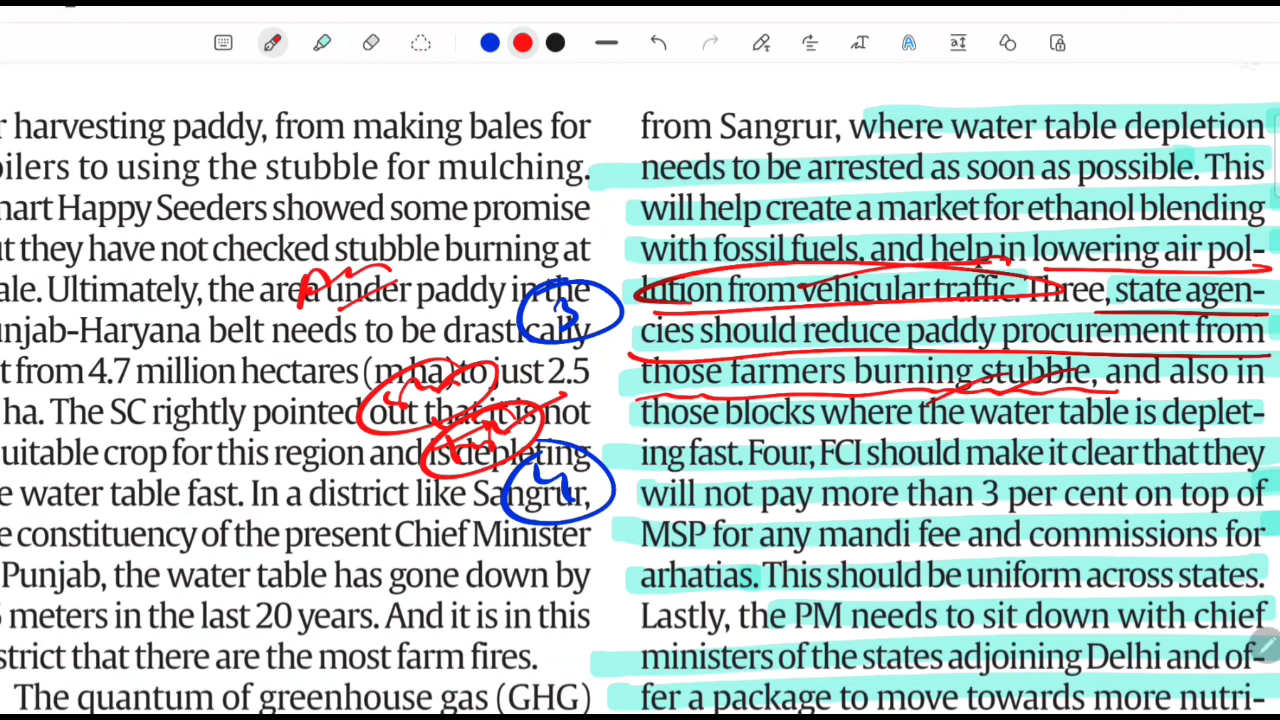 r harvesting paddy, from making bales for
oilers to using the stubble for mulching.
mart Happy Seeders showed some promise
ut they have not checked stubble burning at
ale. Ultimately, the area under paddy in the
unjab-Haryana belt needs to be drastically
t from 4.7 million hectares (mha) to just 2.5
ha. The SC rightly pointed out that it is not
uitable crop for this region and is depleting
e water table fast. In a district like Sangrur,
e constituency of the present Chief Minister
Punjab, the water table has gone down by
meters in the last 20 years. And it is in this
strict that there are the most farm fires.
The quantum of greenhouse gas (GHG)
3
4
from Sangrur, where water table depletion
needs to be arrested as soon as possible. This
will help create a market for ethanol blending
with fossil fuels, and help in lowering air pol-
lution from vehicular traffic. Three, state agen-
cies should reduce paddy procurement from
those farmers burning stubble, and also in
those blocks where the water table is deplet-
ing fast. Four, FCI should make it clear that they
will not pay more than 3 per cent on top of
MSP for any mandi fee and commissions for
arhatias. This should be uniform across states.
Lastly, the PM needs to sit down with chief
ministers of the states adjoining Delhi and of-
fer a package to move towards more nutri-